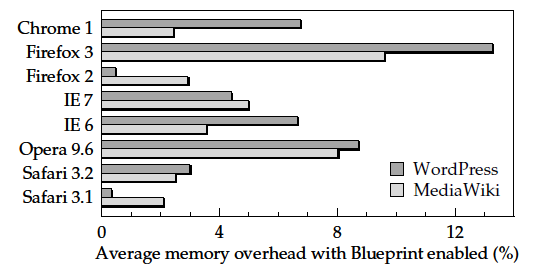 Chrome 1
Firefox 3
Firefox 2
IE 7
IE 6
Opera 9.6
Safari 3.2
Safari 3.1
WordPress
MediaWiki
0 4 8 12
Average memory overhead with Blueprint enabled (%)